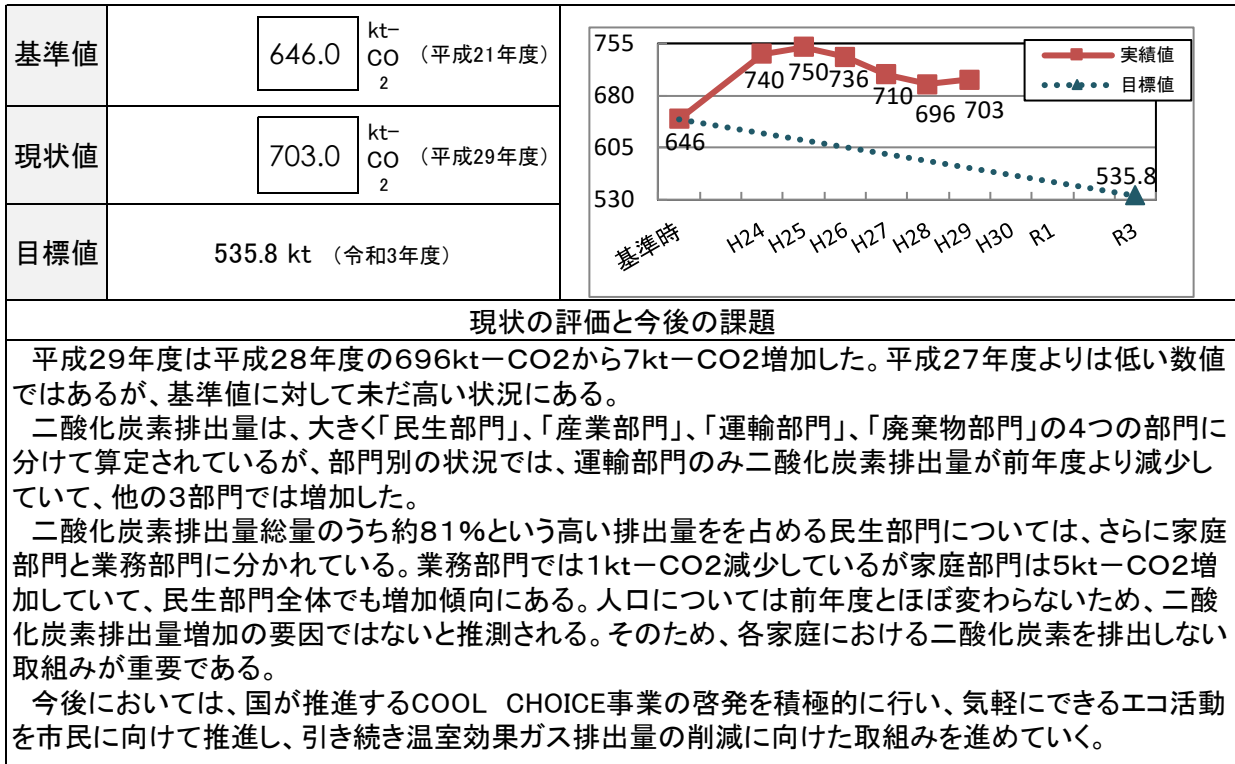 基準値
646.0
kt-
CO
2
(平成21年度)
現状値
703.0
kt-
CO
2
(平成29年度)
目標値
535.8 kt (令和3年度)
755
680
605
530
646
740
750
736
710
696
703
535.8
実績値
目標値
基準時
H24
H25
H26
H27
H28
H29
H30
R1
R3
現状の評価と今後の課題
平成29年度は平成28年度の696kt-CO2から7kt-CO2増加した。平成27年度よりは低い数値
ではあるが、基準値に対して未だ高い状況にある。
二酸化炭素排出量は、大きく「民生部門」、「産業部門」、「運輸部門」、「廃棄物部門」の4つの部門に
分けて算定されているが、部門別の状況では、運輸部門のみ二酸化炭素排出量が前年度より減少し
ていて、他の3部門では増加した。
二酸化炭素排出量総量のうち約81%という高い排出量をを占める民生部門については、さらに家庭
部門と業務部門に分かれている。業務部門では1kt-CO2減少しているが家庭部門は5kt-CO2増
加していて、民生部門全体でも増加傾向にある。人口については前年度とほぼ変わらないため、二酸
化炭素排出量増加の要因ではないと推測される。そのため、各家庭における二酸化炭素を排出しない
取組みが重要である。
今後においては、国が推進するCOOL CHOICE事業の啓発を積極的に行い、気軽にできるエコ活動
を市民に向けて推進し、引き続き温室効果ガス排出量の削減に向けた取組みを進めていく。